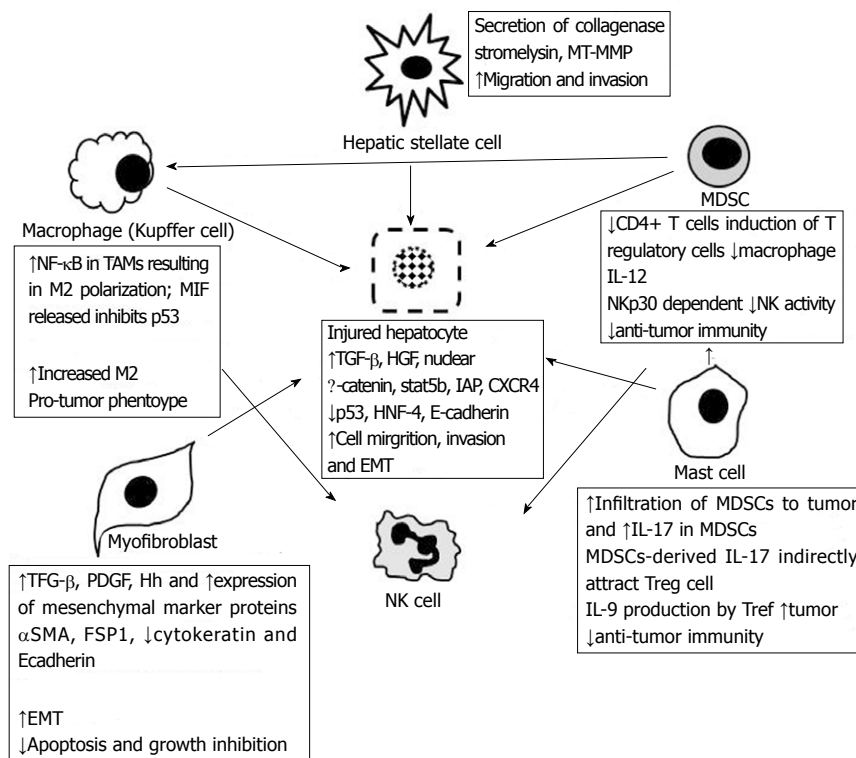 Secretion of collagenase
stromelysin, MT-MMP
↑Migration and invasion
Hepatic stellate cell
Macrophage (Kupffer cell)
↑NF-κB in TAMs resulting
in M2 polarization; MIF
released inhibits p53
↑Increased M2
Pro-tumor phentoype
MDSC
↓CD4+ T cells induction of T
regulatory cells ↓macrophage
IL-12
NKp30 dependent ↓NK activity
↓anti-tumor immunity
Injured hepatocyte
↑TGF-β, HGF, nuclear
?-catenin, stat5b, IAP, CXCR4
↓p53, HNF-4, E-cadherin
↑Cell mirgrition, invasion
and EMT
Myofibroblast
↑TFG-β, PDGF, Hh and ↑expression
of mesenchymal marker proteins
αSMA, FSP1, ↓cytokeratin and
Ecadherin
↑EMT
↓Apoptosis and growth inhibition
NK cell
Mast cell
↑Infiltration of MDSCs to tumor
and ↑IL-17 in MDSCs
MDSCs-derived IL-17 indirectly
attract Treg cell
IL-9 production by Tref ↑tumor
↓anti-tumor immunity